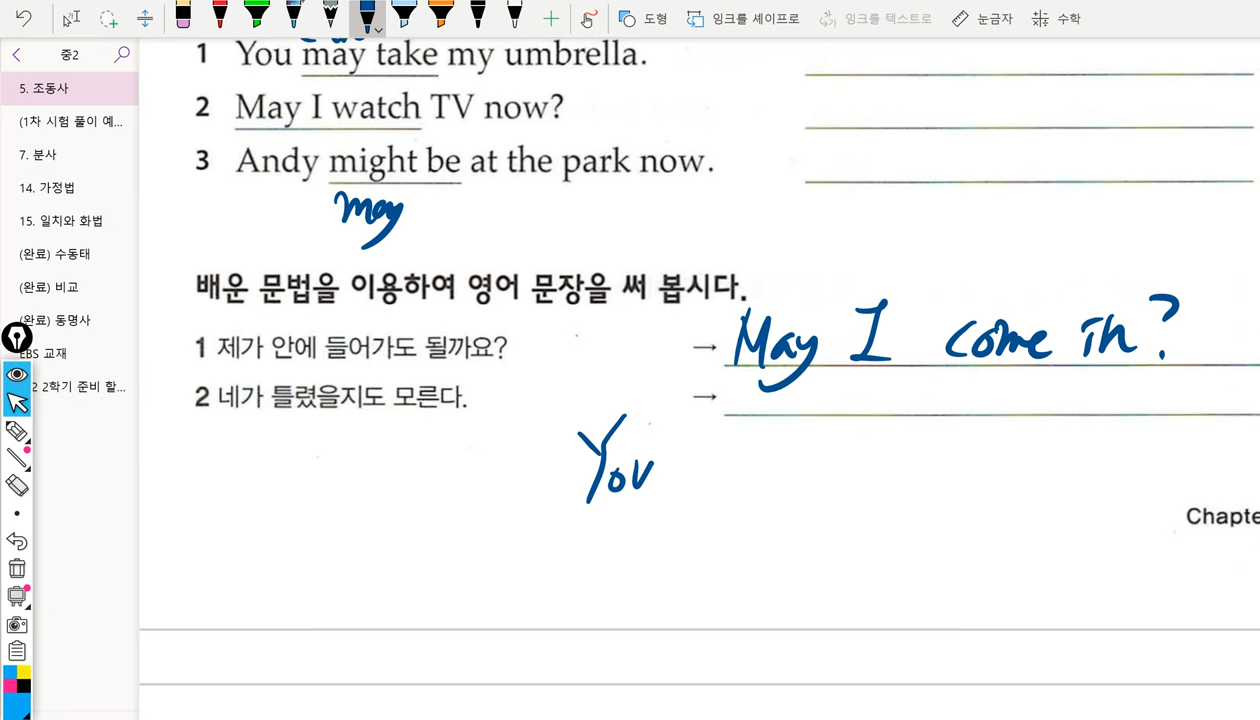 도형 잉크를 셰이프로 잉크를 텍스트로 눈금자 수학
중2
5. 조동사
(1차 시험 풀이 예...
7. 분사
14. 가정법
15. 일치와 화법
(완료) 수동태
(완료) 비교
(완료) 동명사
EBS 교재
2 2학기 준비 할...
1 You may take my umbrella.
2 May I watch TV now?
3 Andy might be at the park now.
may
배운 문법을 이용하여 영어 문장을 써 봅시다.
1 제가 안에 들어가도 될까요? → May I come in?
2 네가 틀렸을지도 모른다. →
You
Chapte